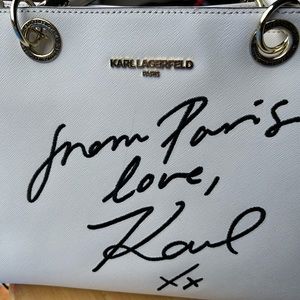 KARL LAGERFELD
PARIS
from Paris
love,
Karl
xx